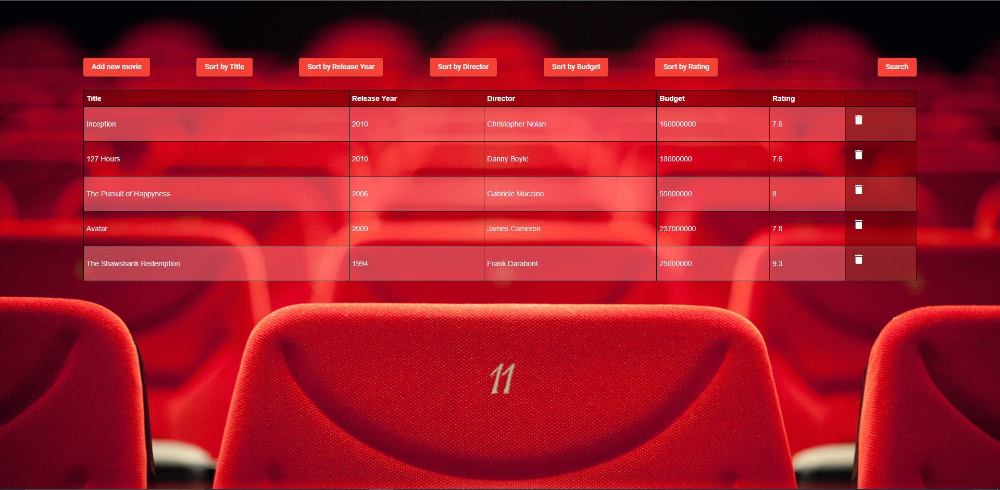 Add new movie Sort by Title Sort by Release Year Sort by Director Sort by Budget Sort by Rating Search for a movie Search
Title Release Year Director Budget Rating
Inception 2010 Christopher Nolan 160000000 7.6
127 Hours 2010 Danny Boyle 18000000 7.6
The Pursuit of Happyness 2006 Gabriele Muccino 55000000 8
Avatar 2009 James Cameron 237000000 7.8
The Shawshank Redemption 1994 Frank Darabont 25000000 9.3
11